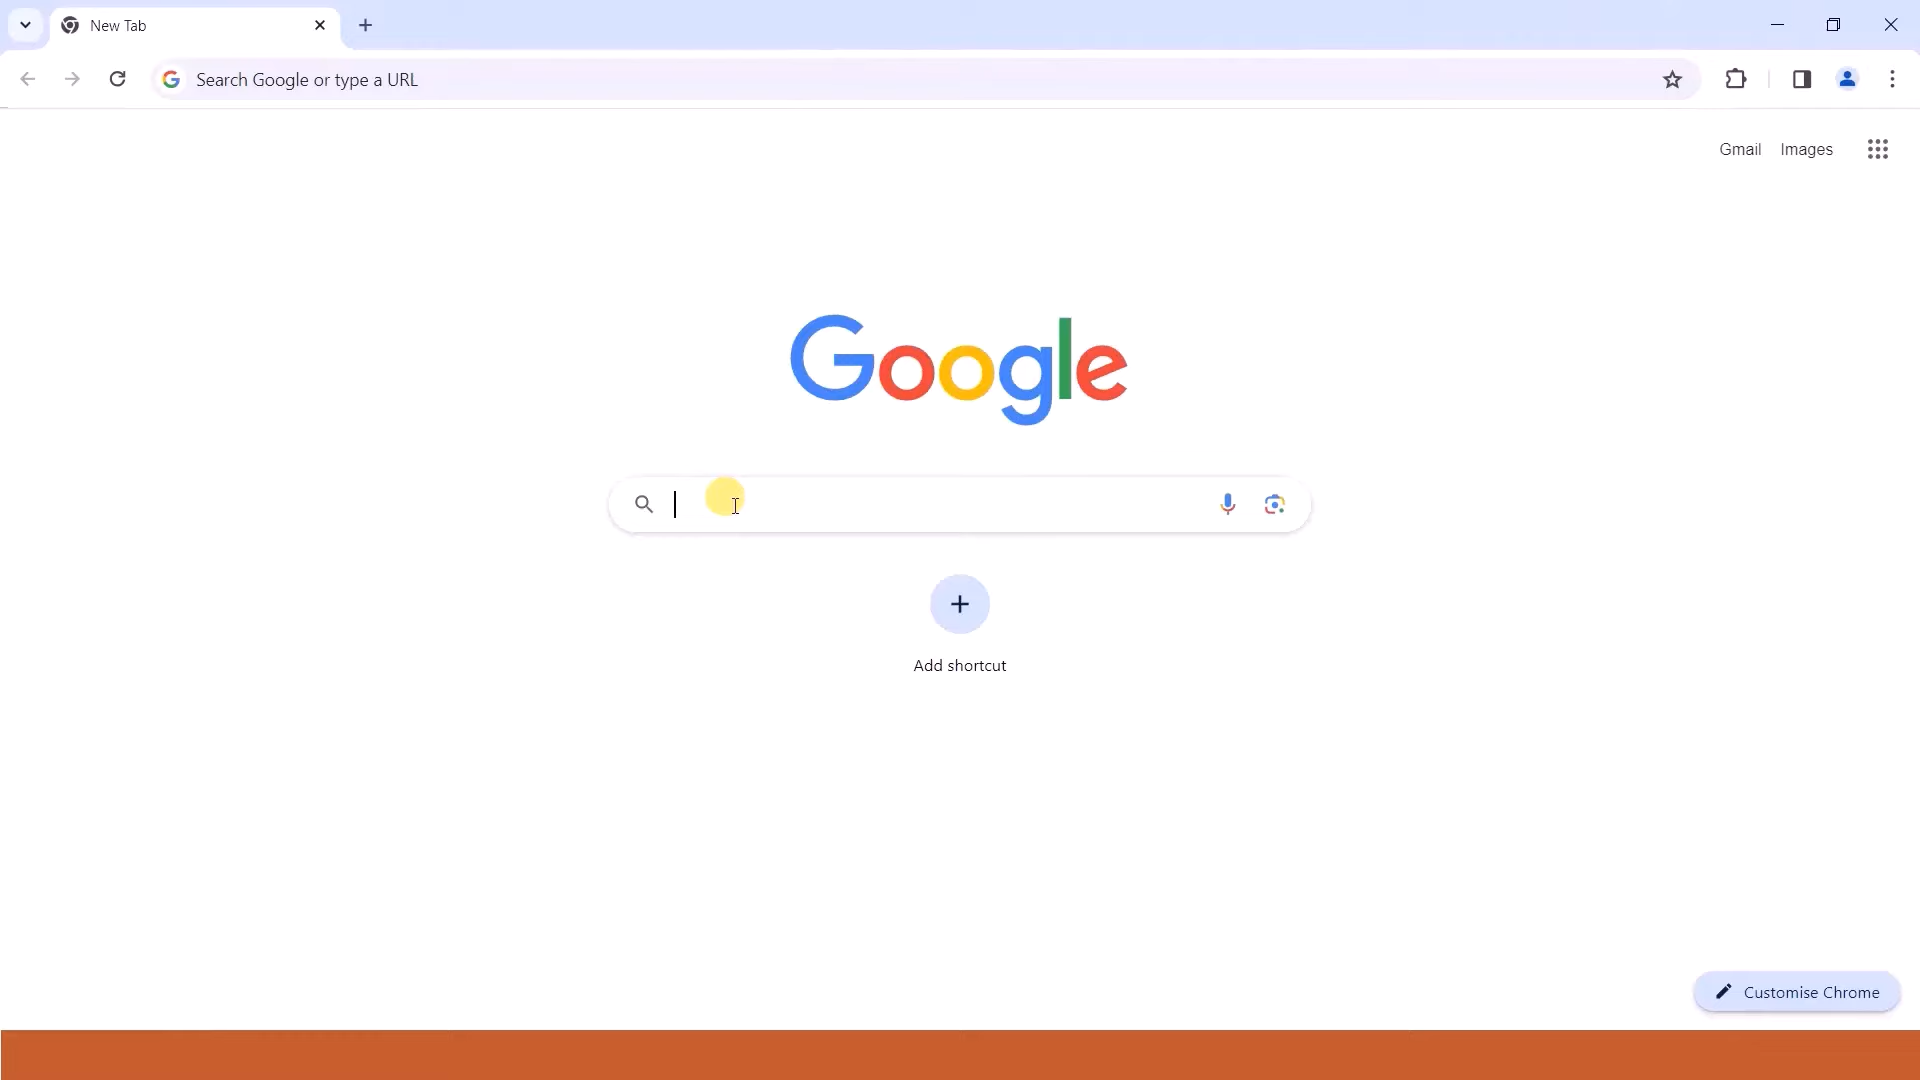 New Tab
Search Google or type a URL
Gmail Images
Google
Add shortcut
Customise Chrome